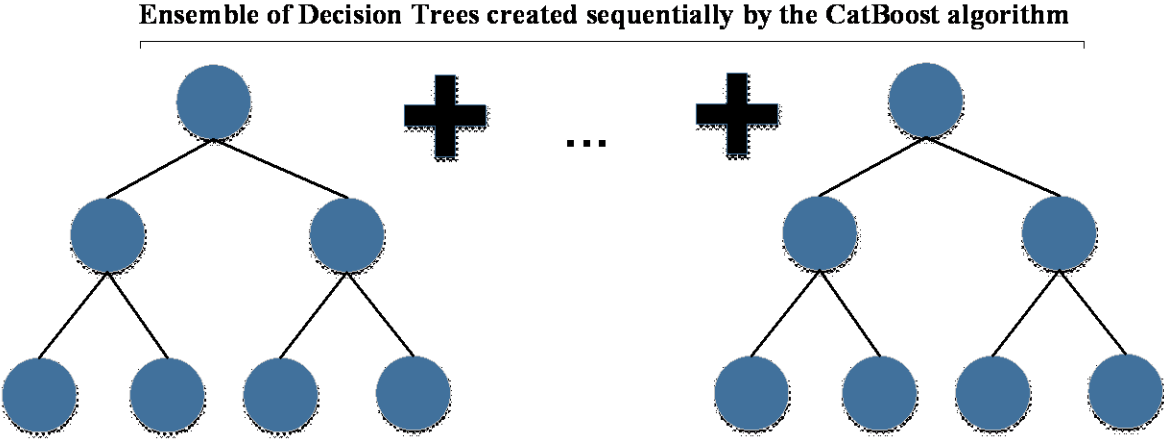 Ensemble of Decision Trees created sequentially by the CatBoost algorithm
...